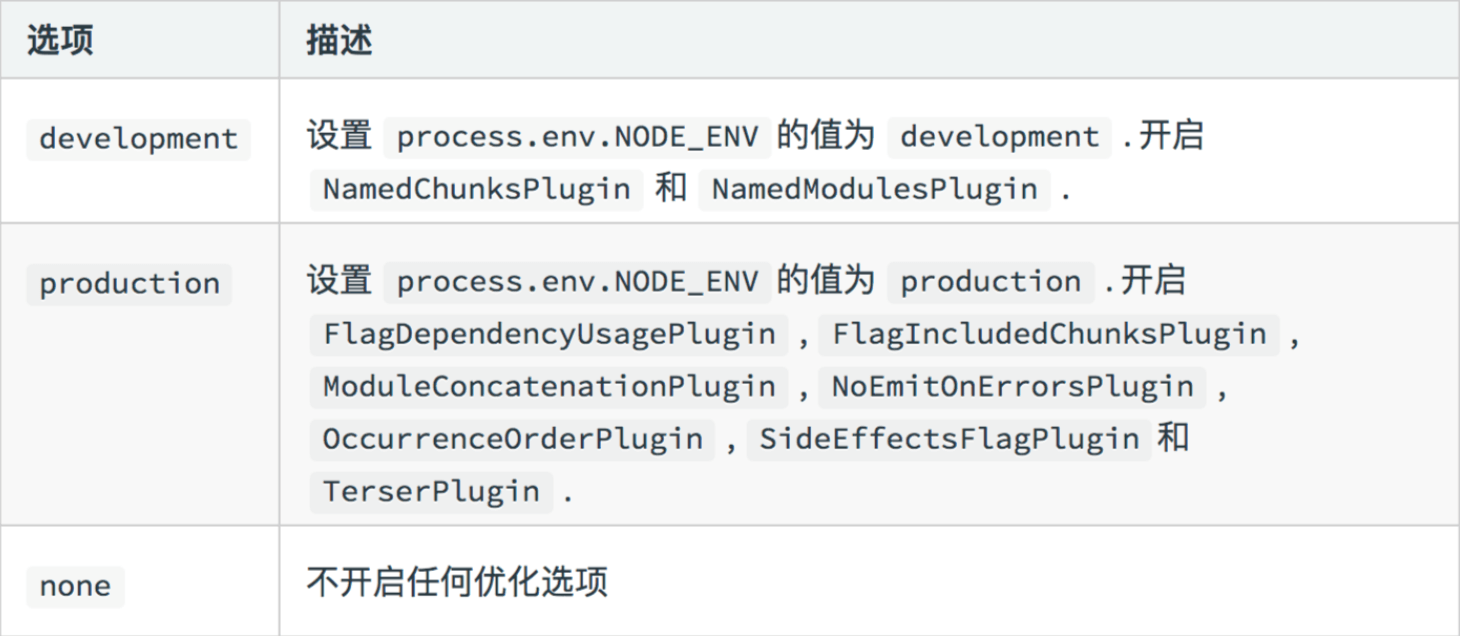 选项 描述
development 设置 process.env.NODE_ENV 的值为 development .开启
NamedChunksPlugin 和 NamedModulesPlugin .
production 设置 process.env.NODE_ENV 的值为 production .开启
FlagDependencyUsagePlugin , FlagIncludedChunksPlugin ,
ModuleConcatenationPlugin , NoEmitOnErrorsPlugin ,
OccurrenceOrderPlugin , SideEffectsFlagPlugin 和
TerserPlugin .
none 不开启任何优化选项